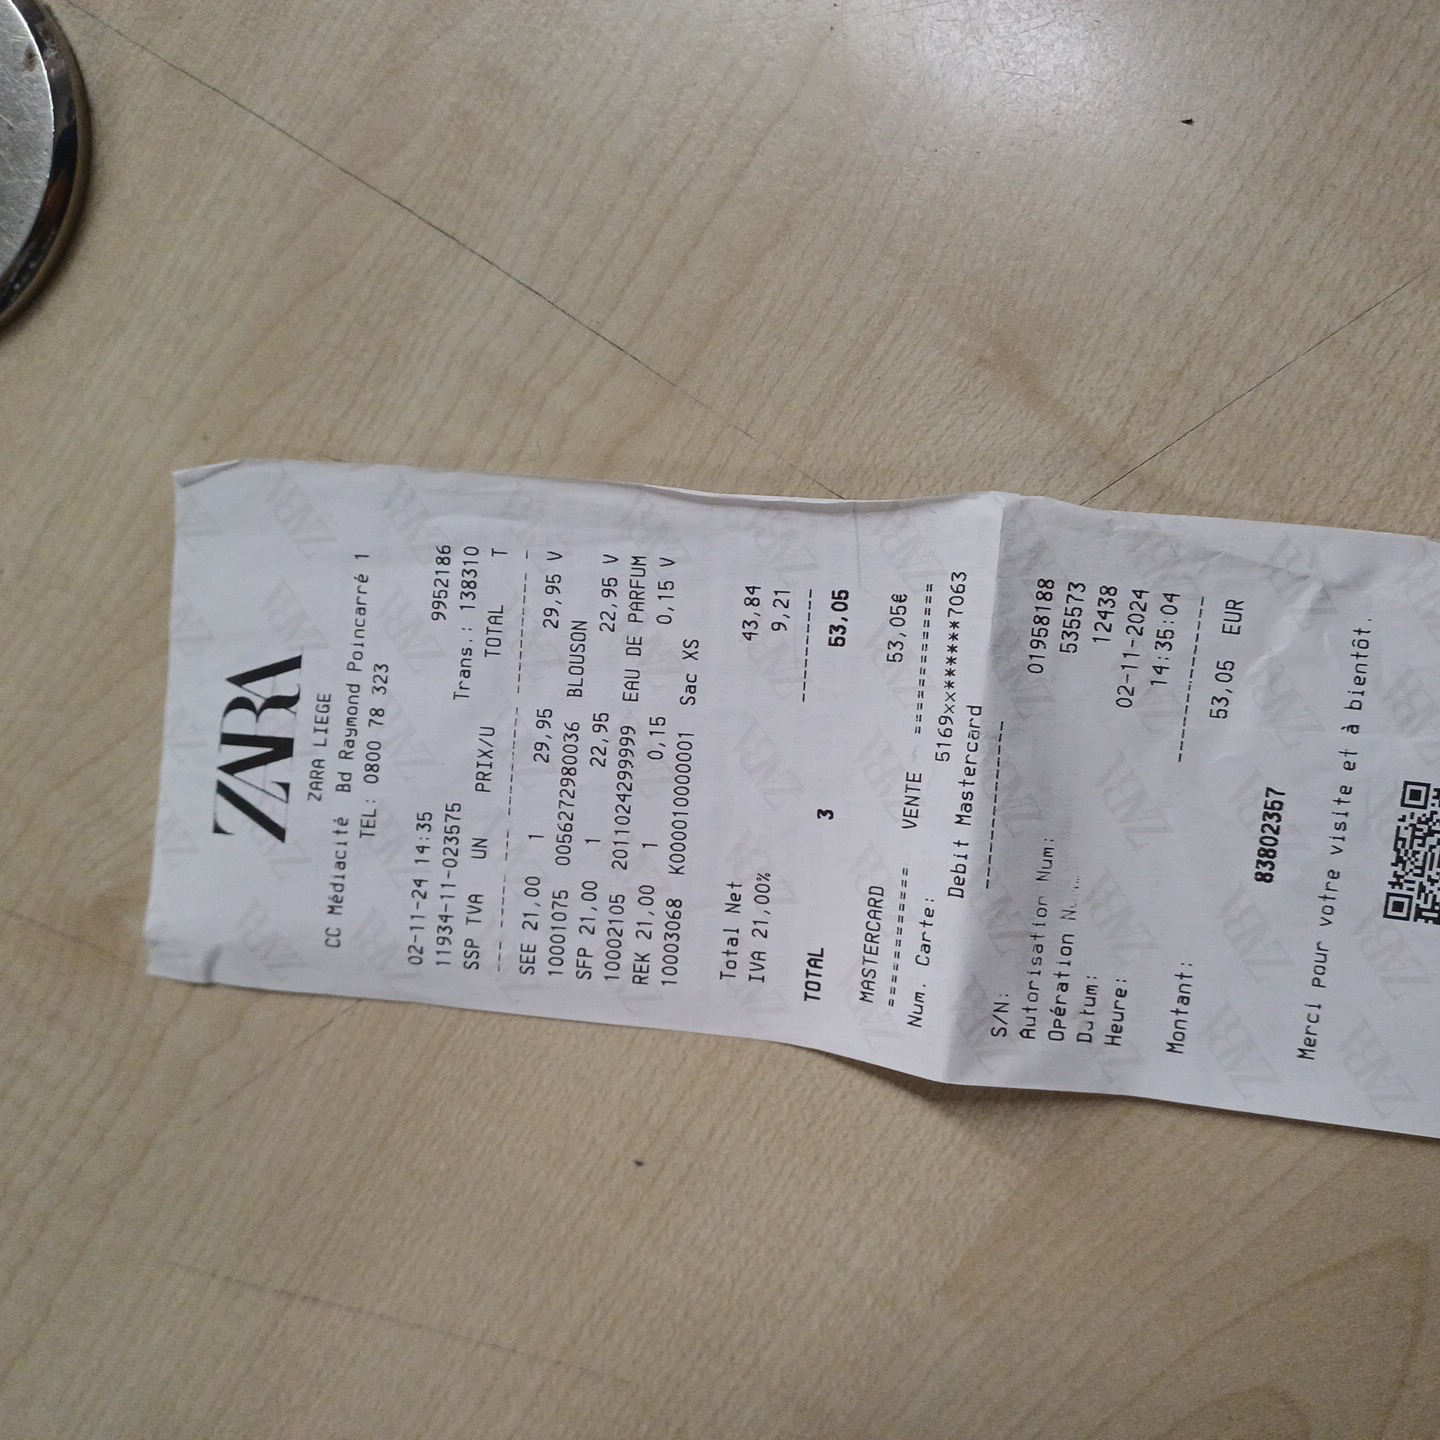 ZARA
ZARA LIEGE
CC Médiacité Bd Raymond Poincarré 1
TEL: 0800 78 323
02-11-24 14:35 9952186
11934-11-023575 Trans.: 138310
SSP TVA UN PRIX/U TOTAL T
SEE 21,00 1 29,95 29,95 V
10001075 00562729800​36 BLOUSON
SFP 21,00 1 22,95 22,95 V
10002105 20110242999​99 EAU DE PARFUM
REK 21,00 1 0,15 0,15 V
10003068 K000010000001 Sac XS
Total Net 43,84
IVA 21,00% 9,21
----------
TOTAL 3 53,05
MASTERCARD 53,05€
============ VENTE ==============
Num. Carte: 5169xx*******7063
Debit Mastercard
-----------------
S/N: 01958188
Autorisation Num: 535573
Opération 12438
Datum: 02-11-2024
Heure: 14:35:04
-----------------
Montant: 53,05 EUR
83802357
Merci pour votre visite et à bientôt.